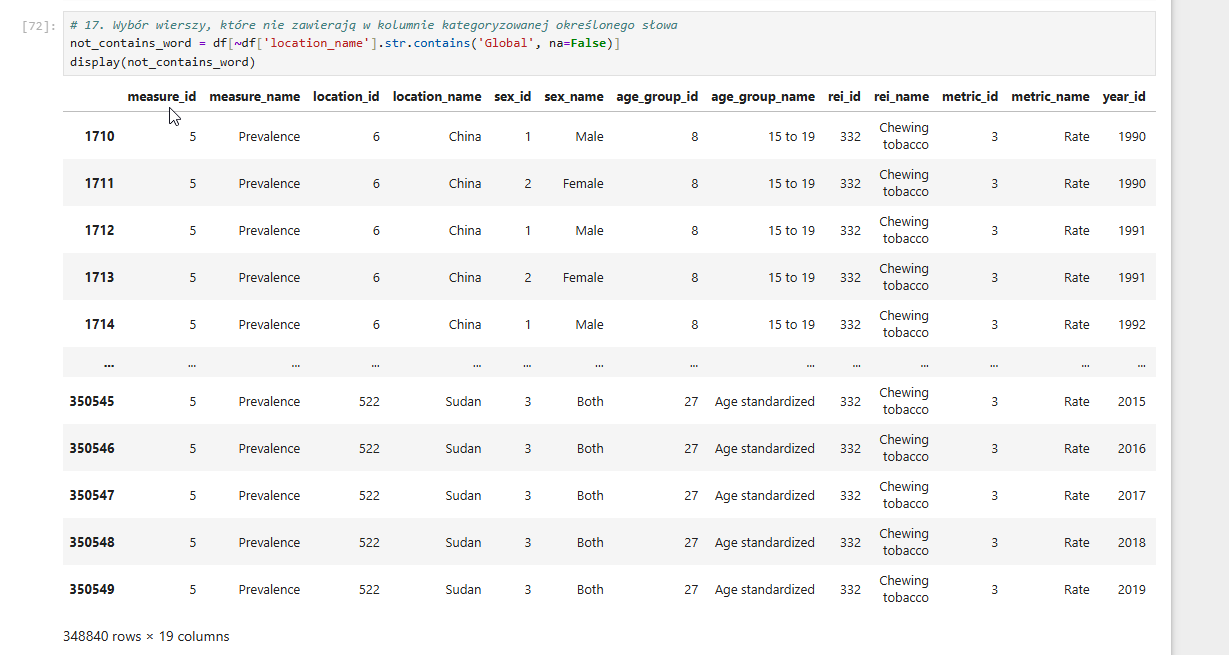 [72]:
# 17. Wybór wierszy, które nie zawierają w kolumnie kategoryzowanej określonego słowa
not_contains_word = df[~df['location_name'].str.contains('Global', na=False)]
display(not_contains_word)
measure_id measure_name location_id location_name sex_id sex_name age_group_id age_group_name rei_id rei_name metric_id metric_name year_id
1710 5 Prevalence 6 China 1 Male 8 15 to 19 332 Chewing tobacco 3 Rate 1990
1711 5 Prevalence 6 China 2 Female 8 15 to 19 332 Chewing tobacco 3 Rate 1990
1712 5 Prevalence 6 China 1 Male 8 15 to 19 332 Chewing tobacco 3 Rate 1991
1713 5 Prevalence 6 China 2 Female 8 15 to 19 332 Chewing tobacco 3 Rate 1991
1714 5 Prevalence 6 China 1 Male 8 15 to 19 332 Chewing tobacco 3 Rate 1992
... ... ... ... ... ... ... ... ... ... ... ... ... ...
350545 5 Prevalence 522 Sudan 3 Both 27 Age standardized 332 Chewing tobacco 3 Rate 2015
350546 5 Prevalence 522 Sudan 3 Both 27 Age standardized 332 Chewing tobacco 3 Rate 2016
350547 5 Prevalence 522 Sudan 3 Both 27 Age standardized 332 Chewing tobacco 3 Rate 2017
350548 5 Prevalence 522 Sudan 3 Both 27 Age standardized 332 Chewing tobacco 3 Rate 2018
350549 5 Prevalence 522 Sudan 3 Both 27 Age standardized 332 Chewing tobacco 3 Rate 2019
348840 rows × 19 columns